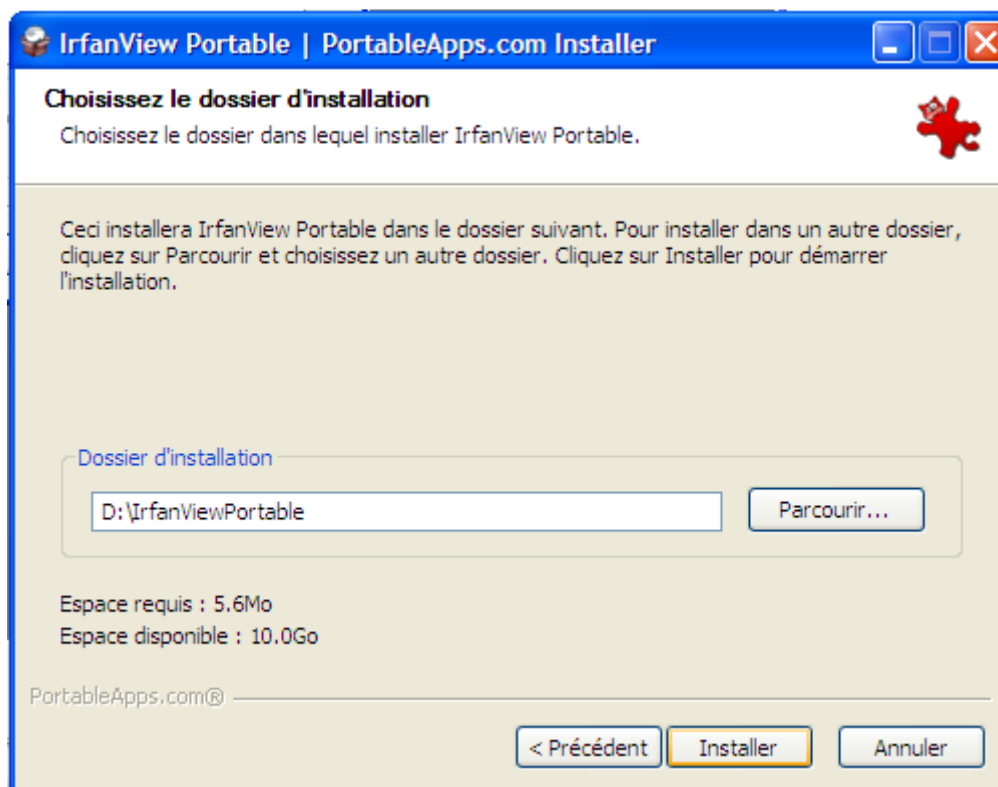 IrfanView Portable | PortableApps.com Installer
Choisissez le dossier d'installation
Choisissez le dossier dans lequel installer IrfanView Portable.
Ceci installera IrfanView Portable dans le dossier suivant. Pour installer dans un autre dossier,
cliquez sur Parcourir et choisissez un autre dossier. Cliquez sur Installer pour démarrer
l'installation.
Dossier d'installation
D:\IrfanViewPortable
Parcourir...
Espace requis : 5.6Mo
Espace disponible : 10.0Go
PortableApps.com®
< Précédent
Installer
Annuler